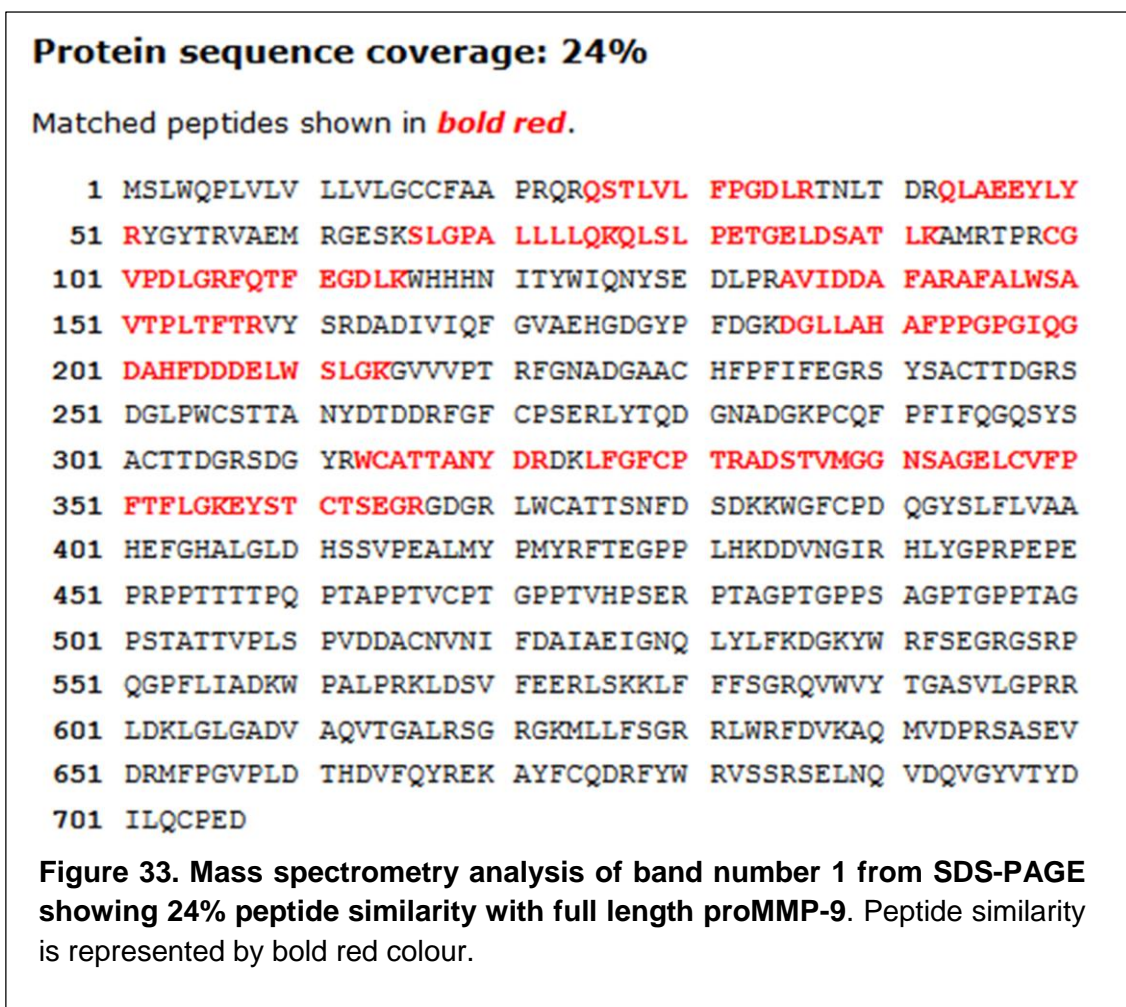 Protein sequence coverage: 24%
Matched peptides shown in bold red.
1 MSLWQPLVLV LLVLGCCFAA PRQRQSTLVL FPGDLRTNLT DRQLAEEYLY
51 RYGYTRVAEM RGESKSLGPA LLLLQKQLSL PETGELDSAT LKAMRTPRCG
101 VPDLGRFQTF EGDLKWHHHN ITYWIQNYSE DLPRAVIDDA FARAFALWSA
151 VTPLTFTRVY SRDADIVIQF GVAEHGDGYP FDGKDGLLAH AFPPGPGIQG
201 DAHFDDDELW SLGKGVVVPT RFGNADGAAC HFPFIFEGRS YSACTTDGRS
251 DGLPWCSTTA NYDTDDRFGF CPSERLYTQD GNADGKPCQF PFIFQGQSYS
301 ACTTDGRSDG YRWCATTANY DRDKLFGFCP TRADSTVMGG NSAGELCVFP
351 FTFLGKEYST CTSEGRGDGR LWCATTSNFD SDKKWGFCPD QGYSLFLVAA
401 HEFGHALGLD HSSVPEALMY PMYRFTEGPP LHKDDVNGIR HLYGPRPEPE
451 PRPPTTTTPQ PTAPPTVCPT GPPTVHPSER PTAGPTGPPS AGPTGPPTAG
501 PSTATTVPLS PVDDACNVNI FDAIAEIGNQ LYLFKDGKYW RFSEGRGSRP
551 QGPFLIADKW PALPRKLDSV FEERLSKKLF FFSGRQVWVY TGASVLGPRR
601 LDKLGLGADV AQVTGALRSG RGKMLLFSGR RLWRFDVKAQ MVDPRSASEV
651 DRMFPGVPLD THDVFQYREK AYFCQDRFYW RVSSRSELNQ VDQVGYVTYD
701 ILQCPED
Figure 33. Mass spectrometry analysis of band number 1 from SDS-PAGE
showing 24% peptide similarity with full length proMMP-9. Peptide similarity
is represented by bold red colour.